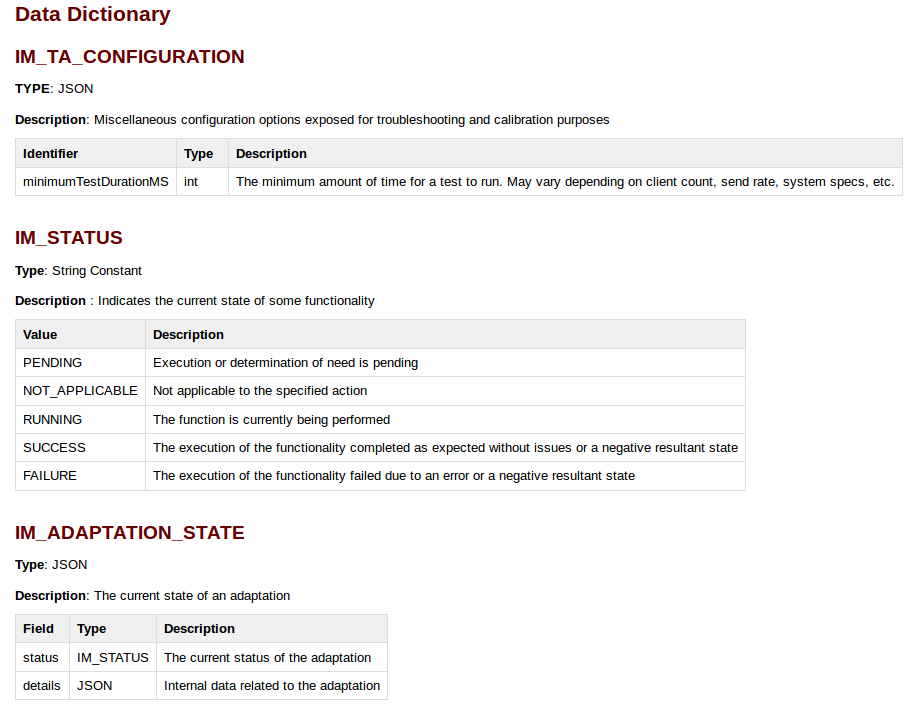 Data Dictionary
IM_TA_CONFIGURATION
TYPE: JSON
Description: Miscellaneous configuration options exposed for troubleshooting and calibration purposes
Identifier Type Description
minimumTestDurationMS int The minimum amount of time for a test to run. May vary depending on client count, send rate, system specs, etc.
IM_STATUS
Type: String Constant
Description : Indicates the current state of some functionality
Value Description
PENDING Execution or determination of need is pending
NOT_APPLICABLE Not applicable to the specified action
RUNNING The function is currently being performed
SUCCESS The execution of the functionality completed as expected without issues or a negative resultant state
FAILURE The execution of the functionality failed due to an error or a negative resultant state
IM_ADAPTATION_STATE
Type: JSON
Description: The current state of an adaptation
Field Type Description
status IM_STATUS The current status of the adaptation
details JSON Internal data related to the adaptation